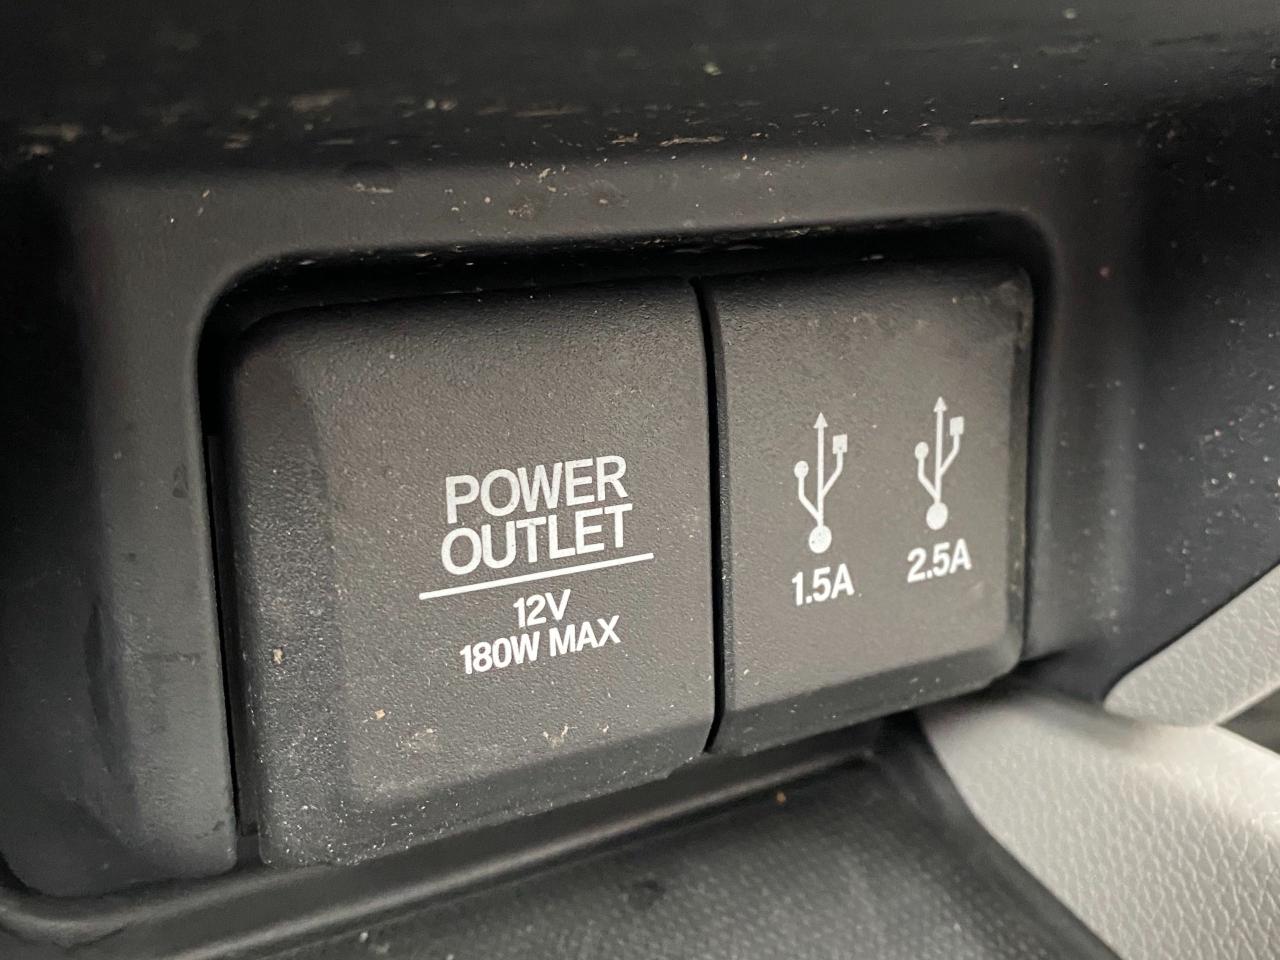 POWER
OUTLET
12V
180W MAX
1.5A
2.5A